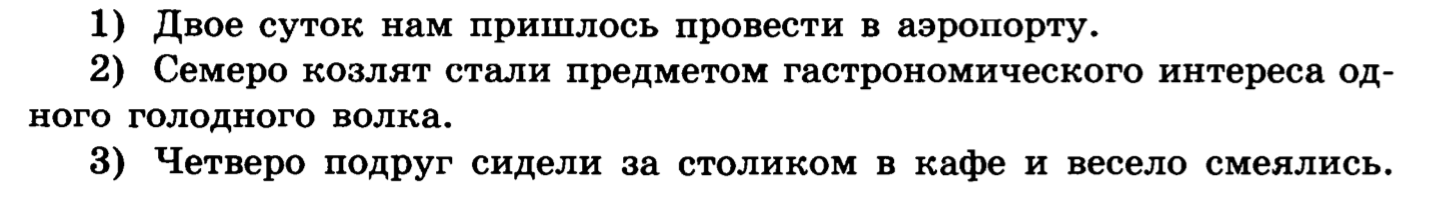 1) Двое суток нам пришлось провести в аэропорту.
2) Семеро козлят стали предметом гастрономического интереса од-
ного голодного волка.
3) Четверо подруг сидели за столиком в кафе и весело смеялись.